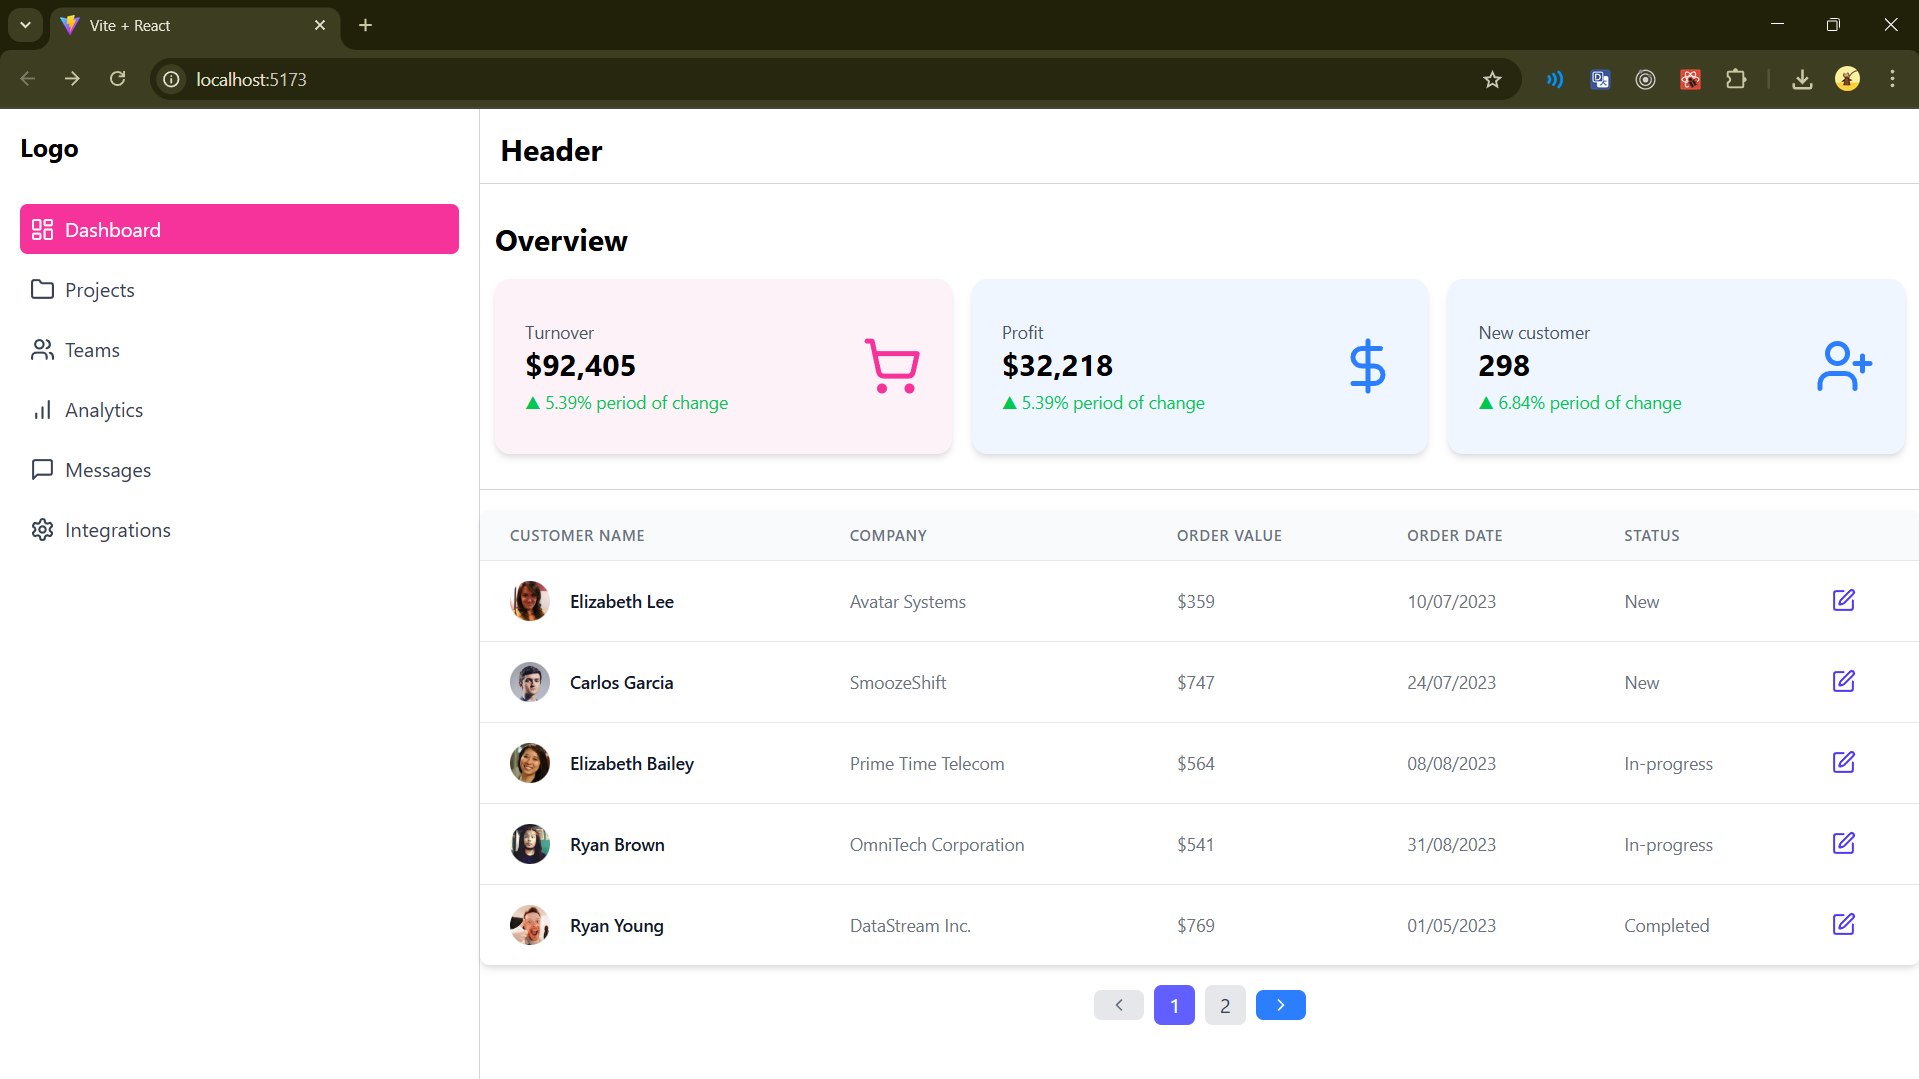 Vite + React
localhost:5173
Logo
Header
Dashboard
Projects
Teams
Analytics
Messages
Integrations
Overview
Turnover
$92,405
▲ 5.39% period of change
Profit
$32,218
▲ 5.39% period of change
New customer
298
▲ 6.84% period of change
CUSTOMER NAME COMPANY ORDER VALUE ORDER DATE STATUS
Elizabeth Lee Avatar Systems $359 10/07/2023 New
Carlos Garcia SmoozeShift $747 24/07/2023 New
Elizabeth Bailey Prime Time Telecom $564 08/08/2023 In-progress
Ryan Brown OmniTech Corporation $541 31/08/2023 In-progress
Ryan Young DataStream Inc. $769 01/05/2023 Completed
1 2